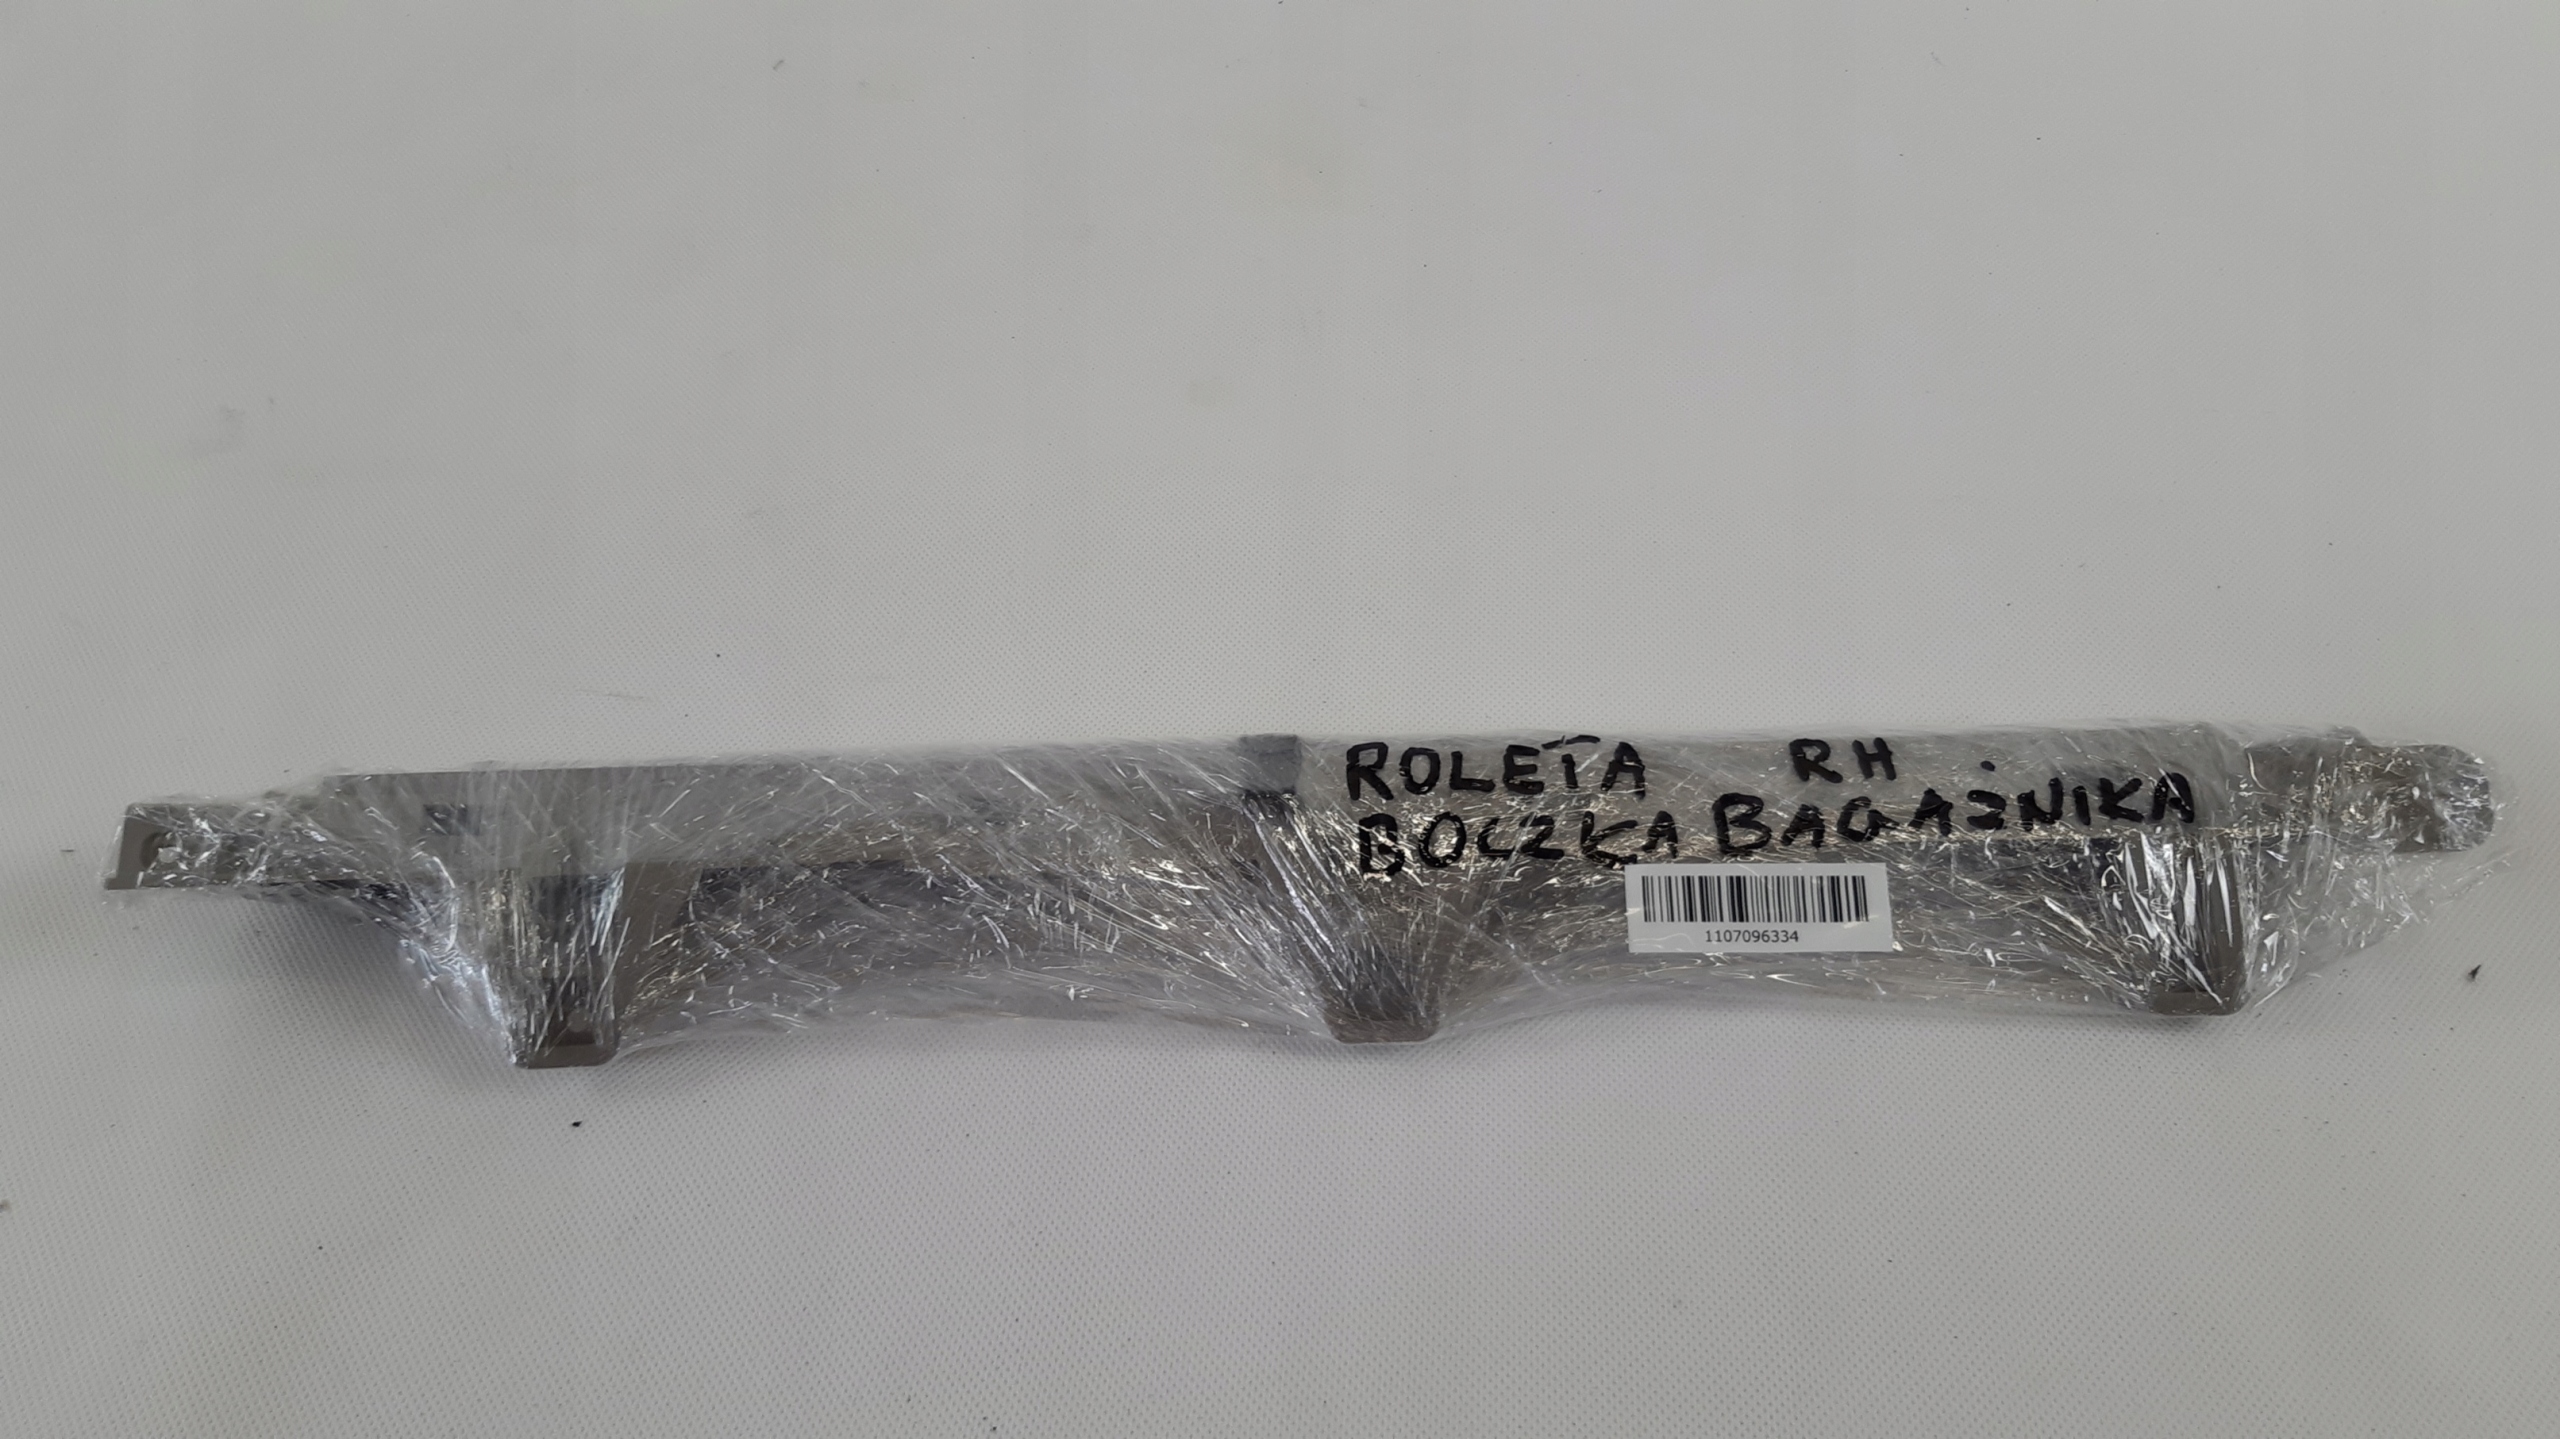 ROLETA RH
BOCZKA BAGAŻNIKA
1107096334